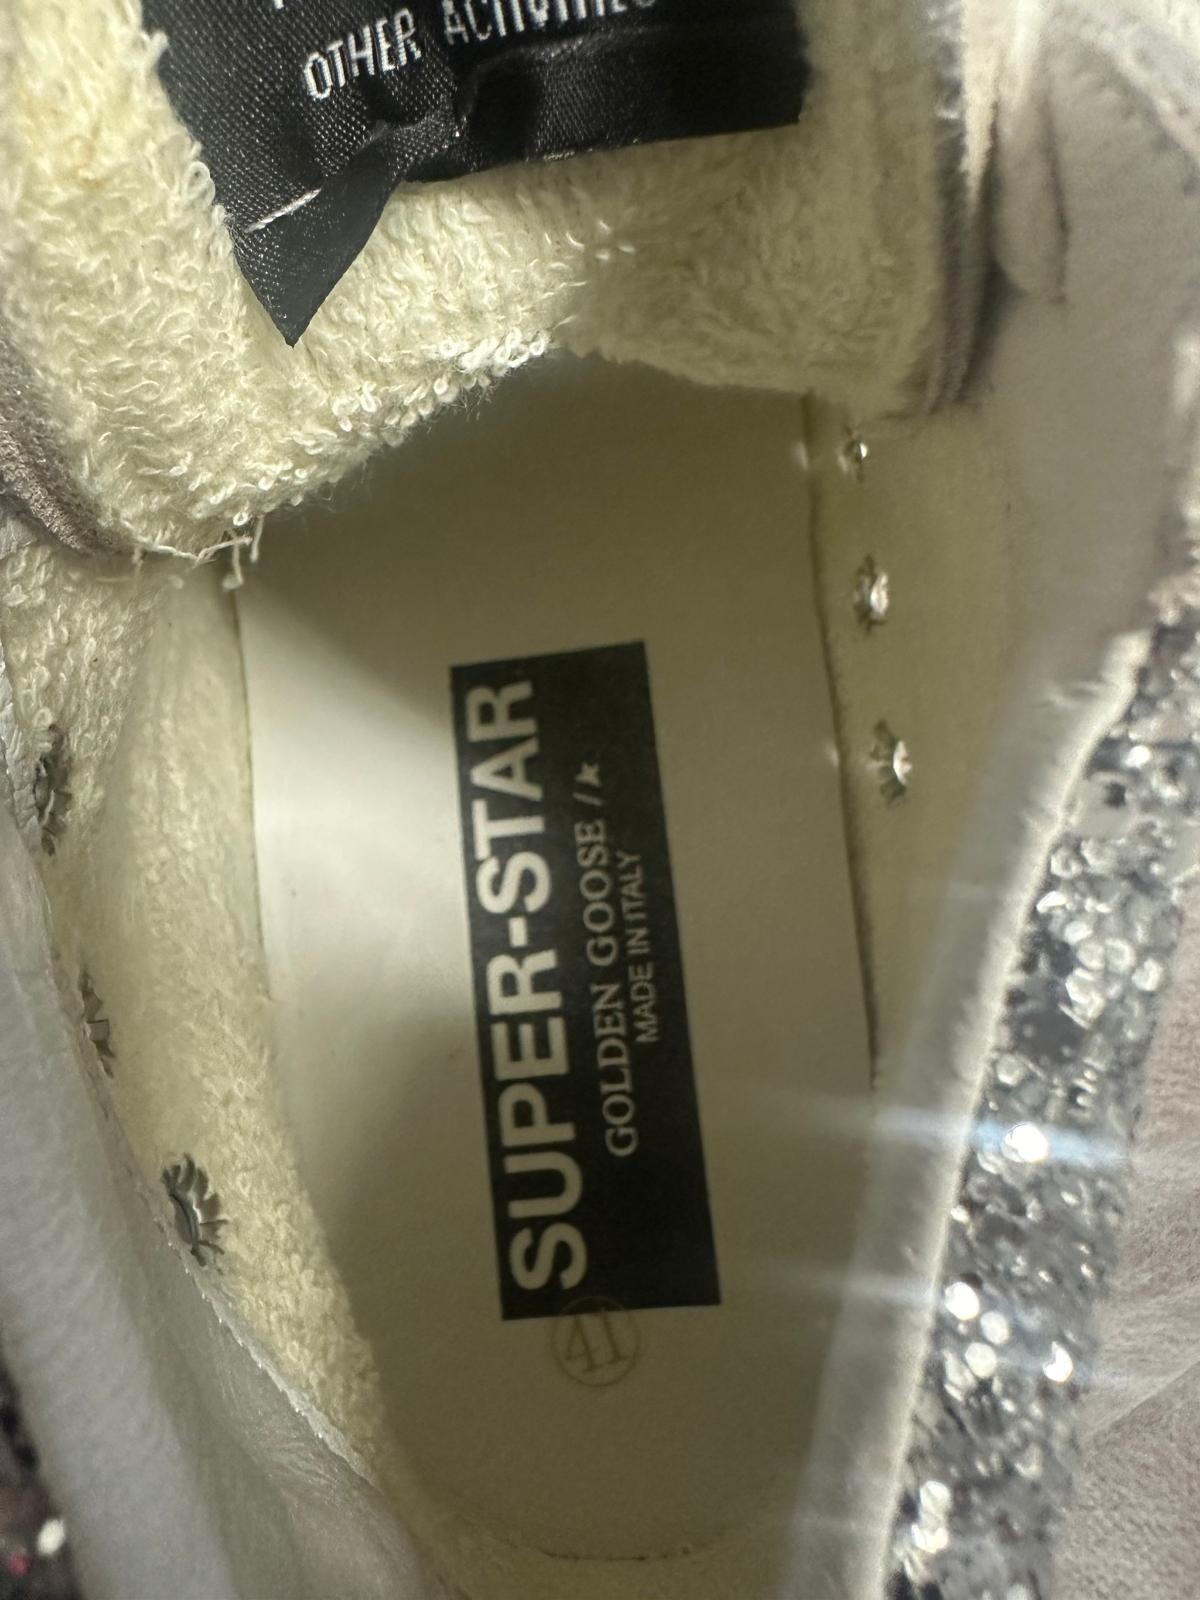 OTHER ACTIVITIES
SUPER-STAR
GOLDEN GOOSE /
MADE IN ITALY
41